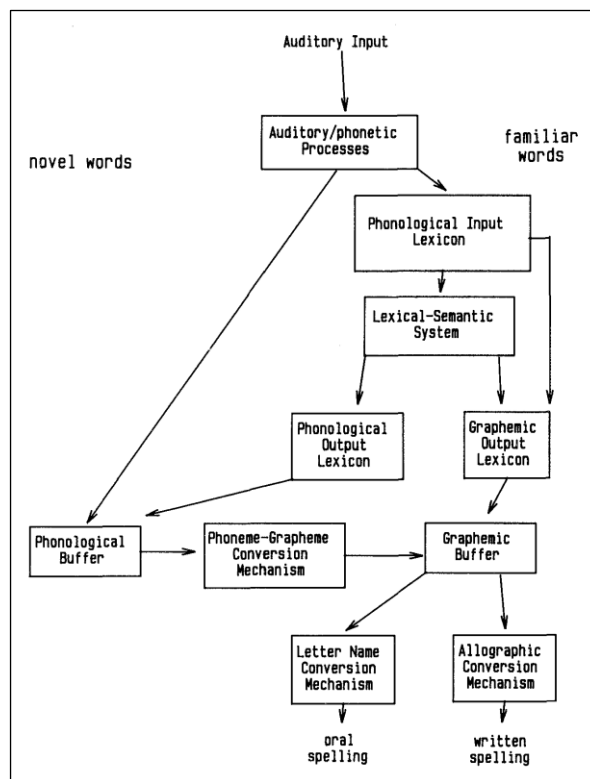 Auditory Input
Auditory/phonetic
Processes
novel words
familiar
words
Phonological Input
Lexicon
Lexical-Semantic
System
Phonological
Output
Lexicon
Graphemic
Output
Lexicon
Phonological
Buffer
Phoneme-Grapheme
Conversion
Mechanism
Graphemic
Buffer
Letter Name
Conversion
Mechanism
Allographic
Conversion
Mechanism
oral
spelling
written
spelling